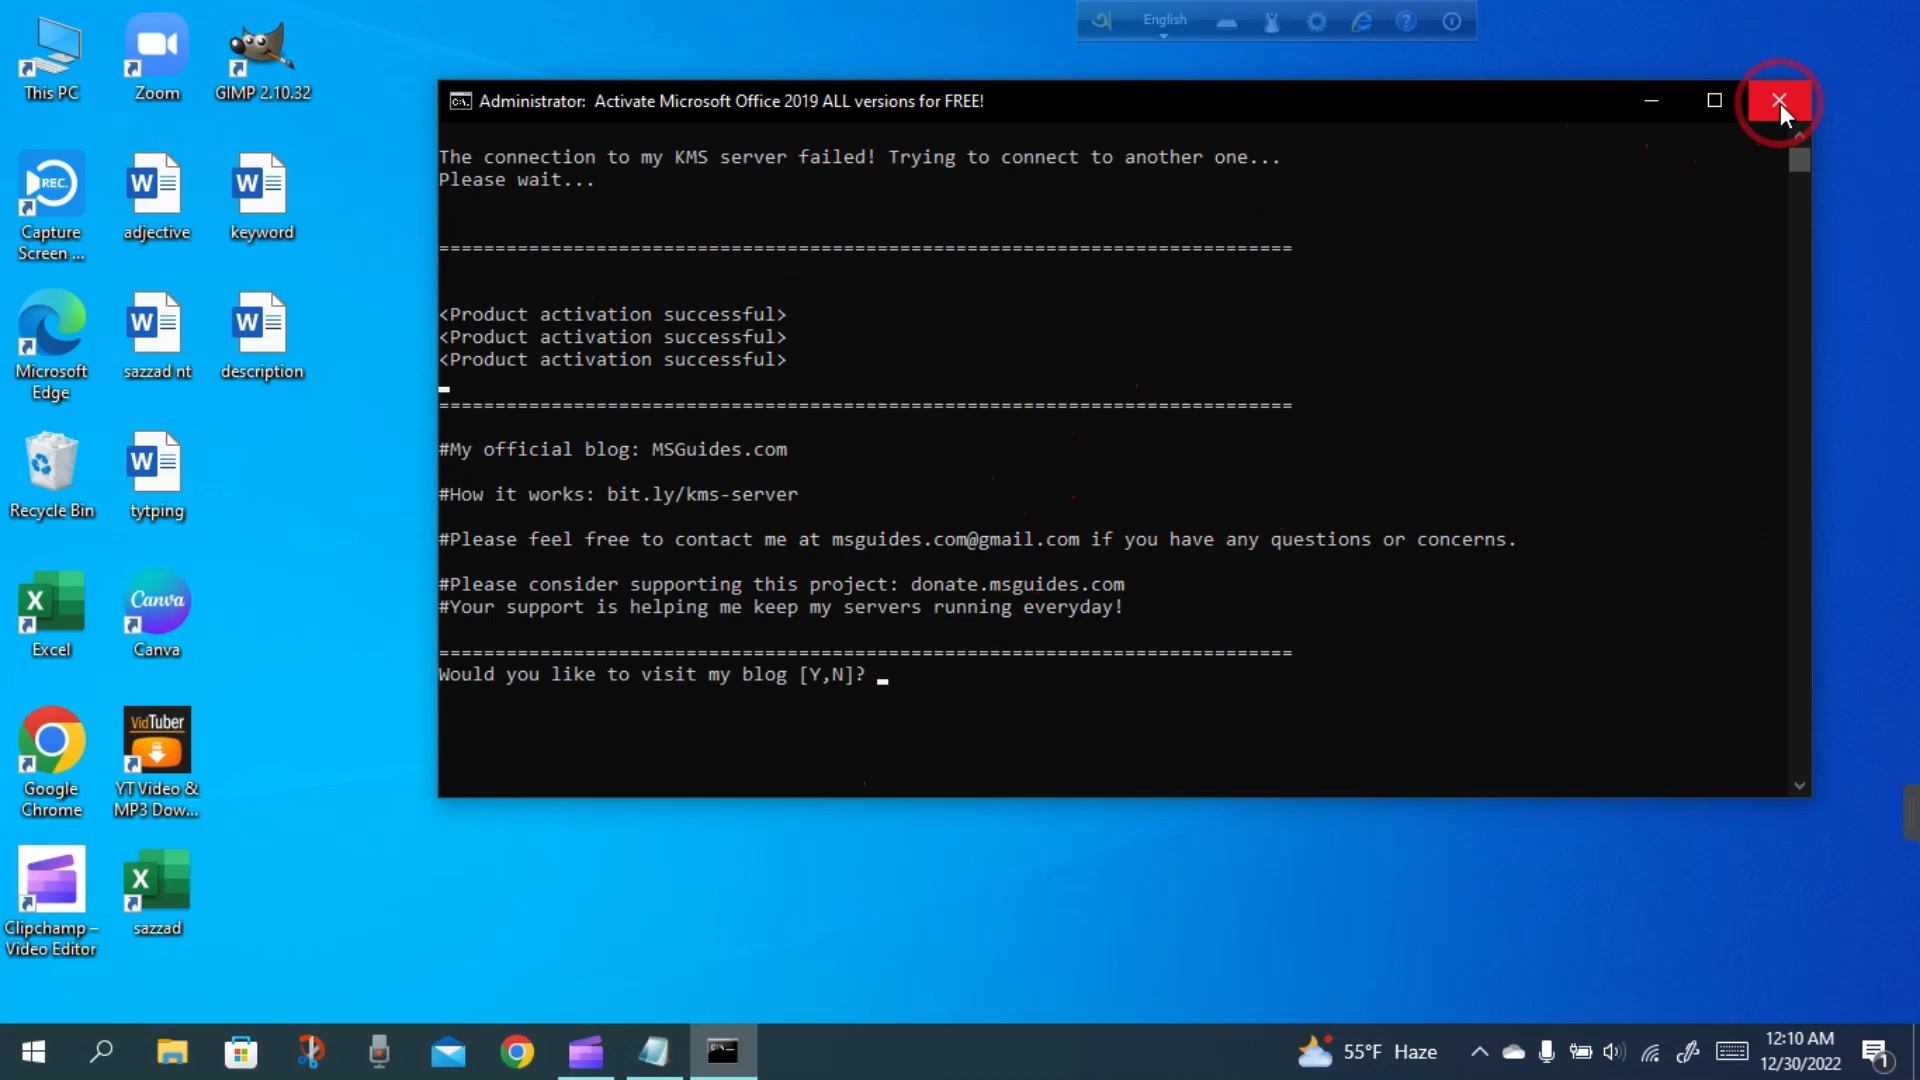 English
This PC
Zoom
GIMP 2.10.32
REC.
Capture
Screen ...
adjective
keyword
Microsoft
Edge
sazzad nt
description
Recycle Bin
tytping
Excel
Canva
Canva
Google
Chrome
VidTuber
YT Video &
MP3 Dow...
Clipchamp –
Video Editor
sazzad
Administrator:  Activate Microsoft Office 2019 ALL versions for FREE!
The connection to my KMS server failed! Trying to connect to another one...
Please wait...
============================================================================
<Product activation successful>
<Product activation successful>
<Product activation successful>
============================================================================
#My official blog: MSGuides.com
#How it works: bit.ly/kms-server
#Please feel free to contact me at msguides.com@gmail.com if you have any questions or concerns.
#Please consider supporting this project: donate.msguides.com
#Your support is helping me keep my servers running everyday!
============================================================================
Would you like to visit my blog [Y,N]?
55°F Haze
12:10 AM
12/30/2022
1